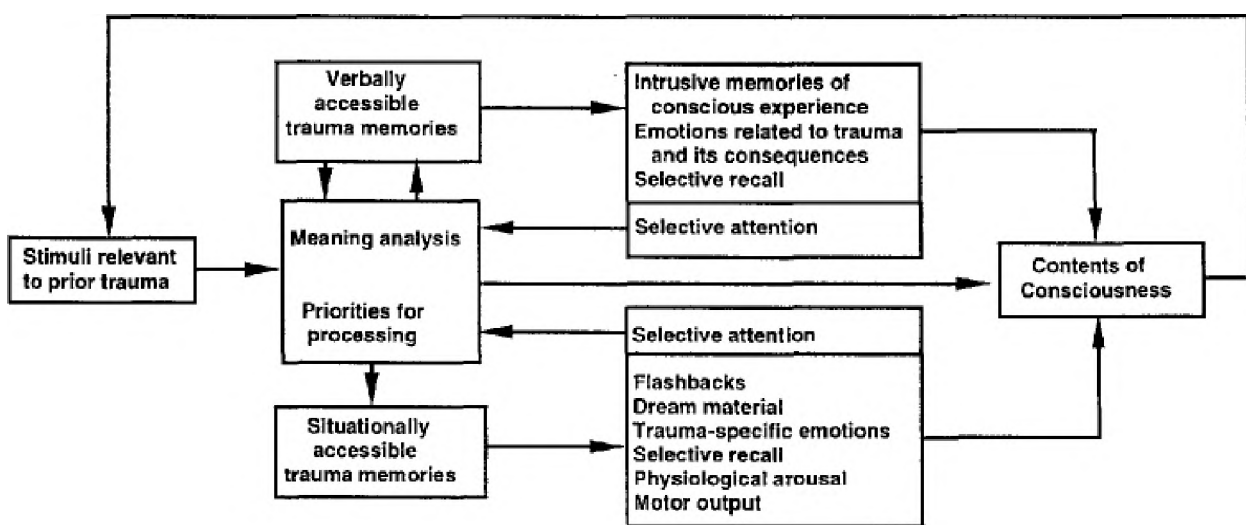 Verbally
accessible
trauma memories
Intrusive memories of
conscious experience
Emotions related to trauma
and its consequences
Selective recall
Selective attention
Stimuli relevant
to prior trauma
Meaning analysis
Priorities for
processing
Contents of
Consciousness
Selective attention
Flashbacks
Dream material
Trauma-specific emotions
Selective recall
Physiological arousal
Motor output
Situationally
accessible
trauma memories